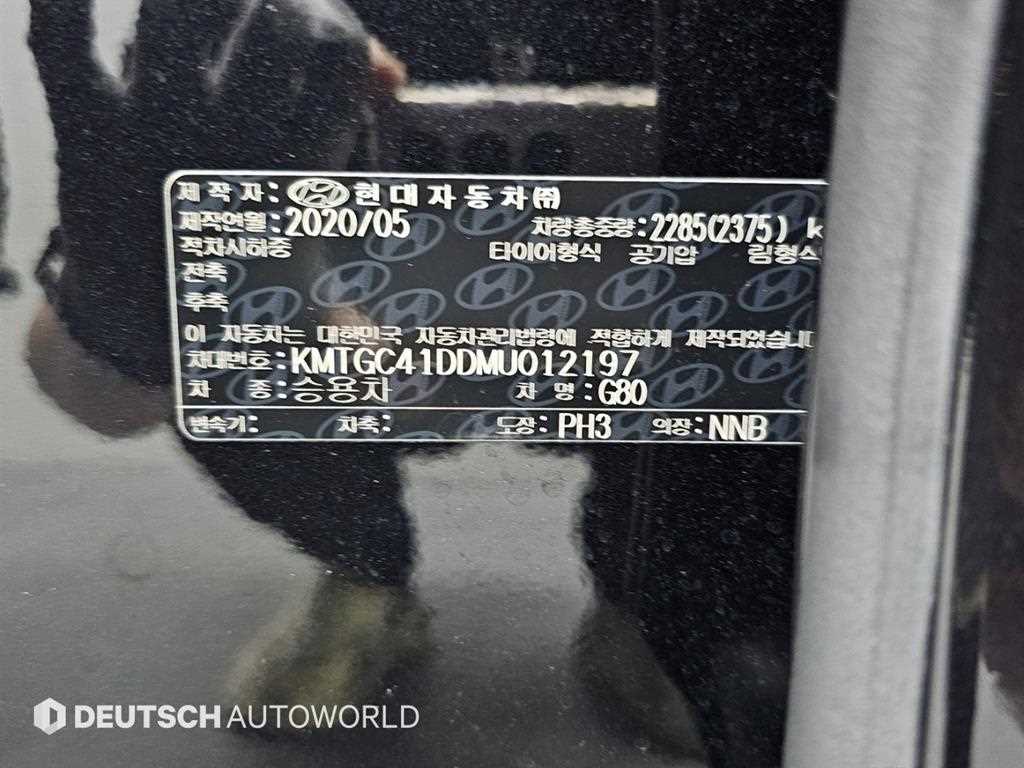 제작자: 현대자동차㈜
제작연월: 2020/05 차량총중량: 2285(2375) k
적차시하중 타이어형식 공기압 림형식
전축
후축
이 자동차는 대한민국 자동차관리법령에 적합하게 제작되었습니
차대번호: KMTGC41DDMU012197
차 종: 승용차 차 명: G80
변속기: 차축: 도장: PH3 의장: NNB
DEUTSCH AUTOWORLD